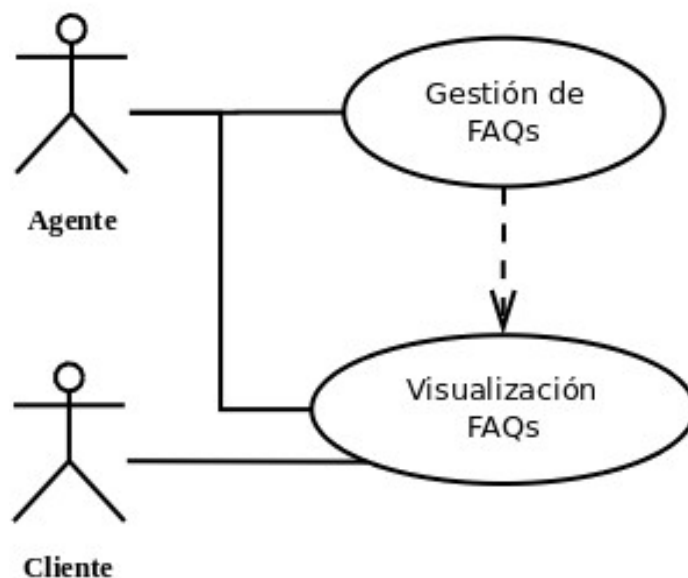 Gestión de
FAQs
Agente
Visualización
FAQs
Cliente